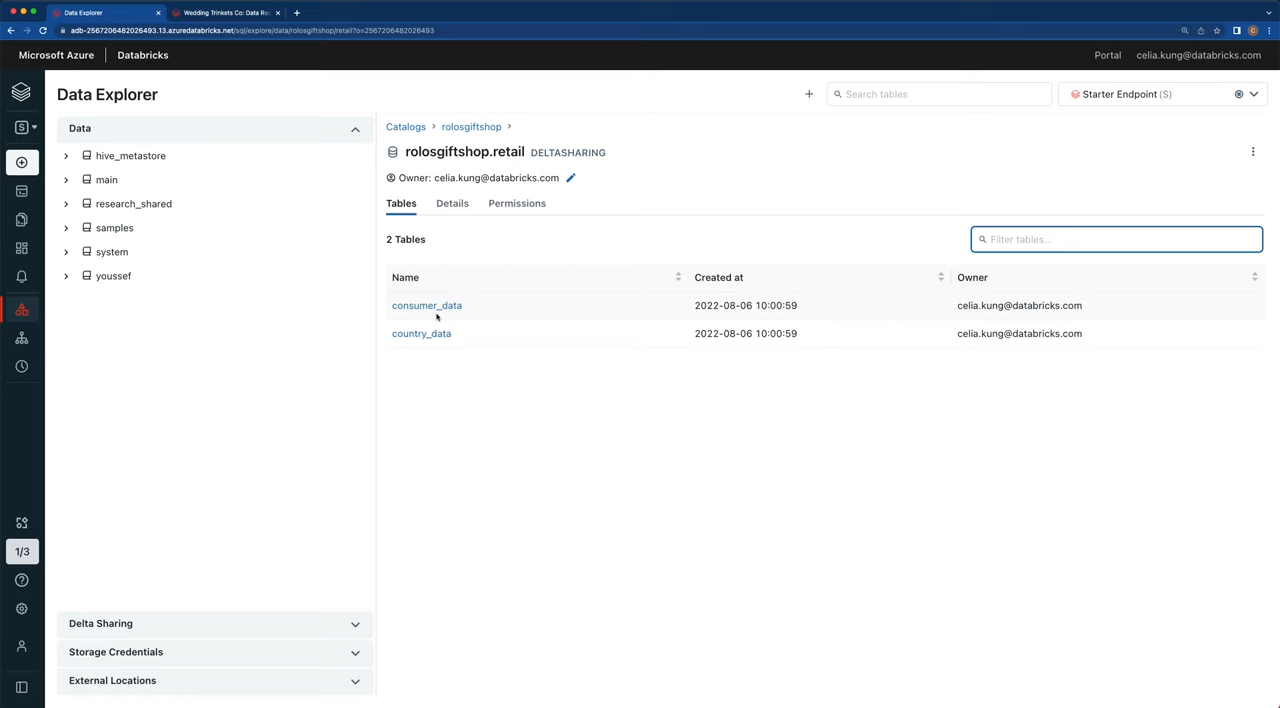 Data Explorer
Wedding Trinkets Co: Data Rec
adb-2567206482026493.13.azuredatabricks.net/sql/explore/data/rolosgiftshop/retail?o=2567206482026493
Microsoft Azure Databricks
Portal celia.kung@databricks.com
Data Explorer
Search tables
Starter Endpoint (S)
S
Data
hive_metastore
main
research_shared
samples
system
youssef
Delta Sharing
Storage Credentials
External Locations
1/3
Catalogs > rolosgiftshop >
rolosgiftshop.retail DELTASHARING
Owner: celia.kung@databricks.com
Tables Details Permissions
2 Tables
Filter tables...
Name Created at Owner
consumer_data 2022-08-06 10:00:59 celia.kung@databricks.com
country_data 2022-08-06 10:00:59 celia.kung@databricks.com